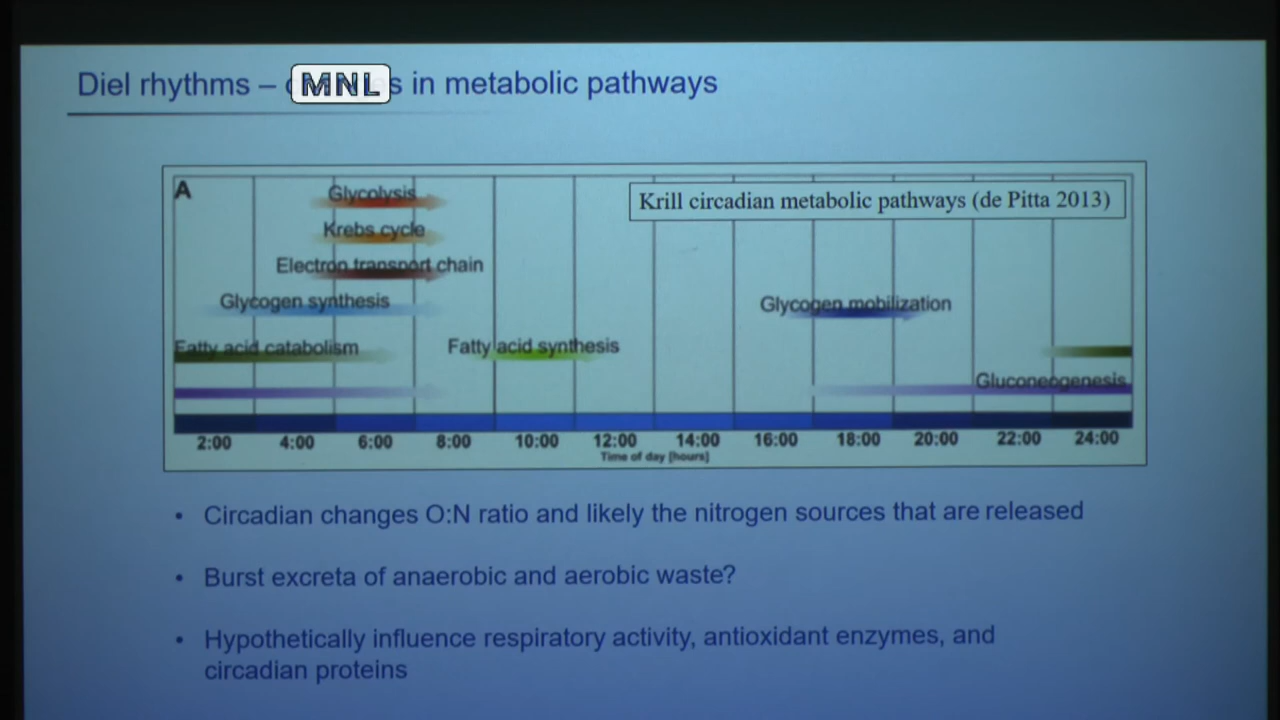 Diel rhythms – MNL in metabolic pathways
A
Krill circadian metabolic pathways (de Pitta 2013)
Glycolysis
Krebs cycle
Electron transport chain
Glycogen synthesis
Glycogen mobilization
Fatty acid catabolism
Fatty acid synthesis
Gluconeogenesis
2:00 4:00 6:00 8:00 10:00 12:00 14:00 16:00 18:00 20:00 22:00 24:00
Time of day [hours]
• Circadian changes O:N ratio and likely the nitrogen sources that are released
• Burst excreta of anaerobic and aerobic waste?
• Hypothetically influence respiratory activity, antioxidant enzymes, and
circadian proteins